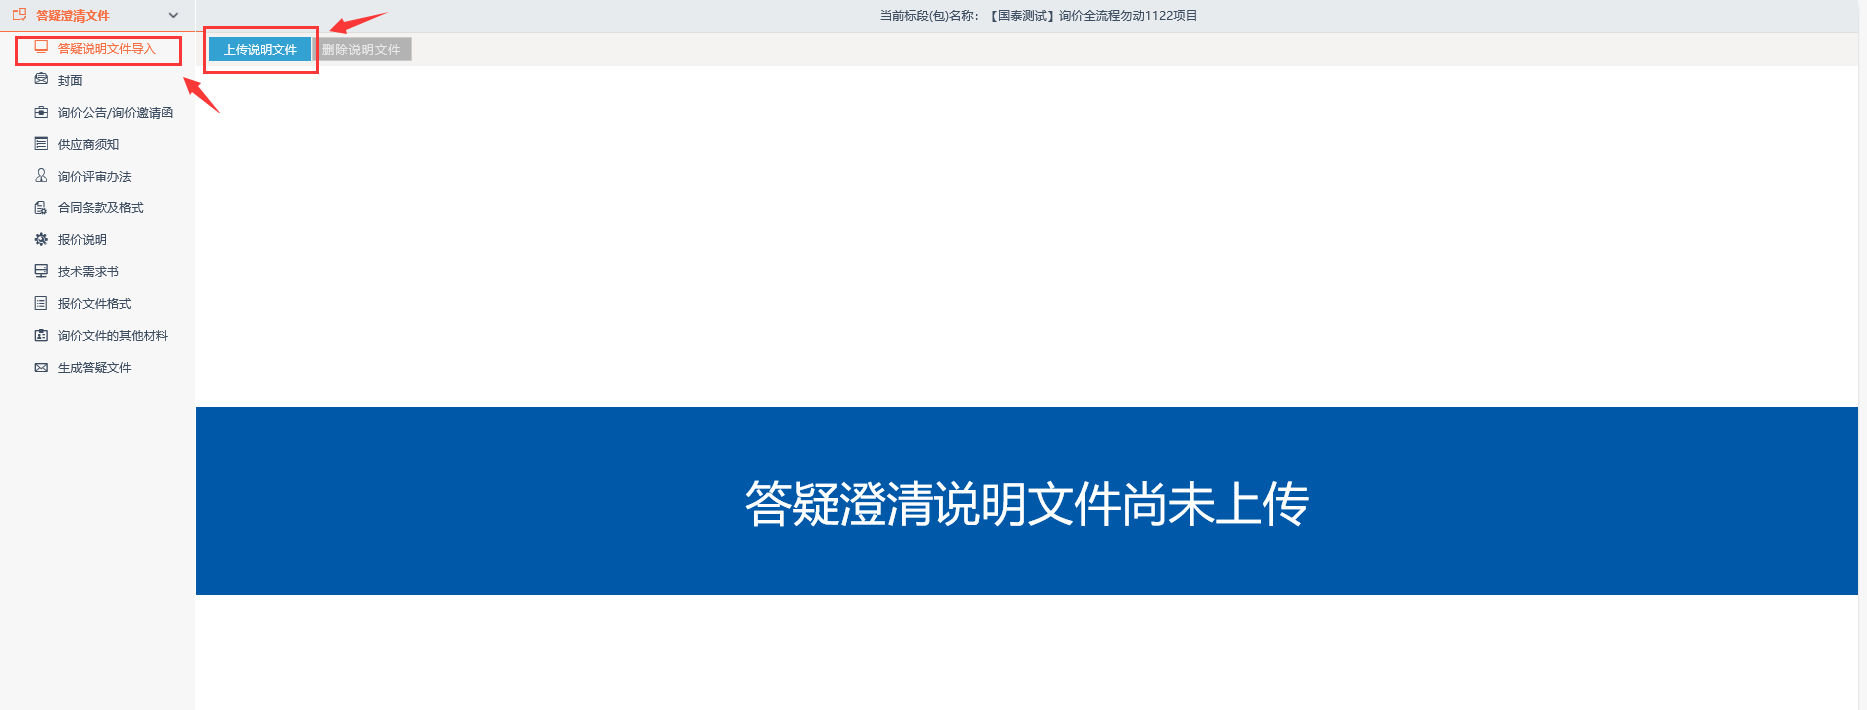 答疑澄清文件
当前标段(包)名称：【国泰测试】询价全流程勿动1122项目
答疑说明文件导入
上传说明文件
删除说明文件
封面
询价公告/询价邀请函
供应商须知
询价评审办法
合同条款及格式
报价说明
技术需求书
报价文件格式
询价文件的其他材料
生成答疑文件
答疑澄清说明文件尚未上传